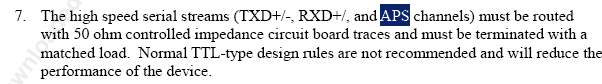 7. The high speed serial streams (TXD+/-, RXD+/, and APS channels) must be routed
with 50 ohm controlled impedance circuit board traces and must be terminated with a
matched load. Normal TTL-type design rules are not recommended and will reduce the
performance of the device.